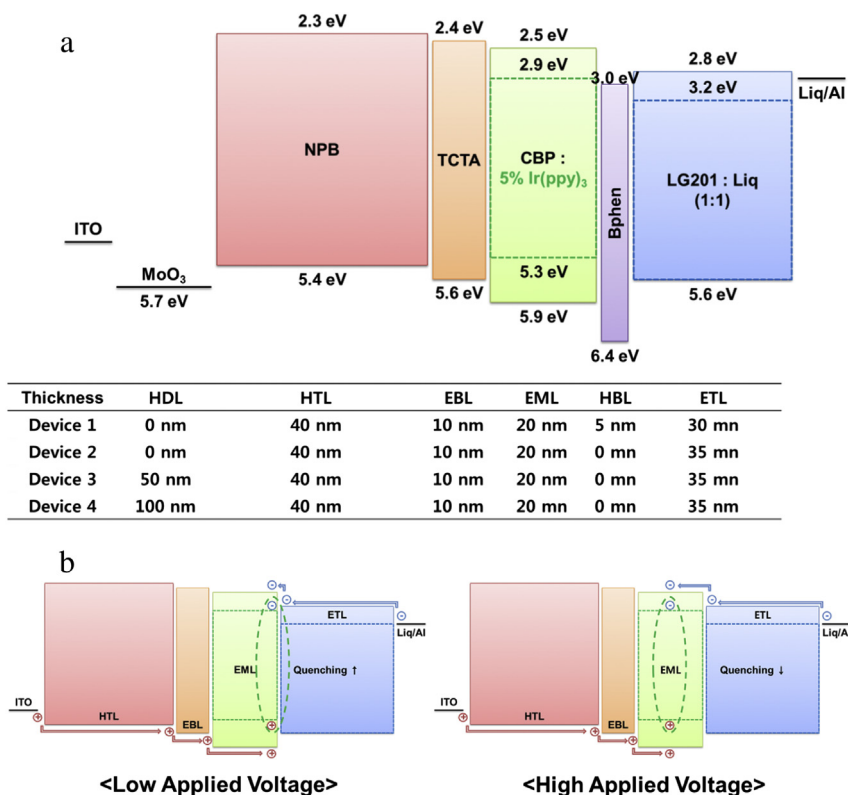 a
2.3 eV
2.4 eV
2.5 eV
2.9 eV
3.0 eV
2.8 eV
3.2 eV
Liq/Al
NPB
TCTA
CBP :
5% Ir(ppy)3
Bphen
LG201 : Liq
(1:1)
ITO
MoO3
5.7 eV
5.4 eV
5.6 eV
5.3 eV
5.9 eV
6.4 eV
5.6 eV
Thickness HDL HTL EBL EML HBL ETL
Device 1 0 nm 40 nm 10 nm 20 nm 5 nm 30 mn
Device 2 0 nm 40 nm 10 nm 20 nm 0 mn 35 mn
Device 3 50 nm 40 nm 10 nm 20 nm 0 mn 35 mn
Device 4 100 nm 40 nm 10 nm 20 mn 0 mn 35 nm
b
ITO
HTL
EBL
EML
ETL
Quenching ↑
Liq/Al
<Low Applied Voltage>
ITO
HTL
EBL
EML
ETL
Quenching ↓
Liq/Al
<High Applied Voltage>